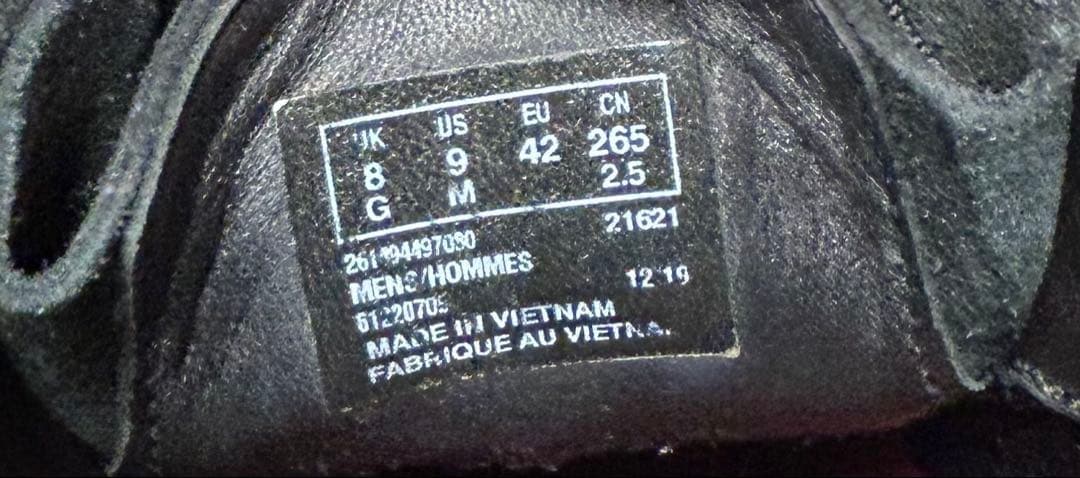 UK US EU CN
8 9 42 265
G M 2.5
21621
MENS/HOMMES
12 19
MADE IN VIETNAM
FABRIQUE AU VIETNAM